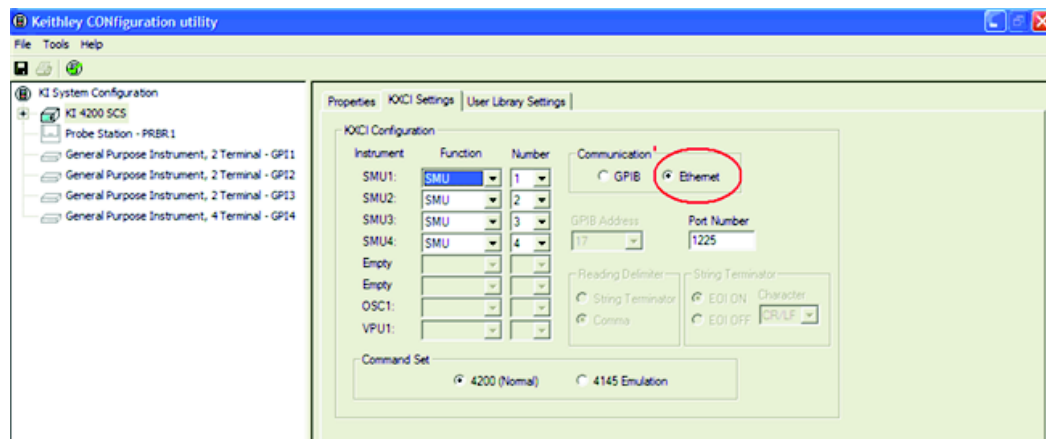 Keithley CONfiguration utility
File Tools Help
KI System Configuration
KI 4200 SCS
Probe Station - PRBR1
General Purpose Instrument, 2 Terminal - GPI1
General Purpose Instrument, 2 Terminal - GPI2
General Purpose Instrument, 2 Terminal - GPI3
General Purpose Instrument, 4 Terminal - GPI4
Properties KXCI Settings User Library Settings
KXCI Configuration
Instrument Function Number
SMU1: SMU 1
SMU2: SMU 2
SMU3: SMU 3
SMU4: SMU 4
Empty
Empty
OSC1:
VPU1:
Communication
GPIB Ethernet
GPIB Address Port Number
17 1225
Reading Delimiter
String Terminator
Comma
String Terminator
EOI ON Character
EOI OFF CR/LF
Command Set
4200 (Normal) 4145 Emulation